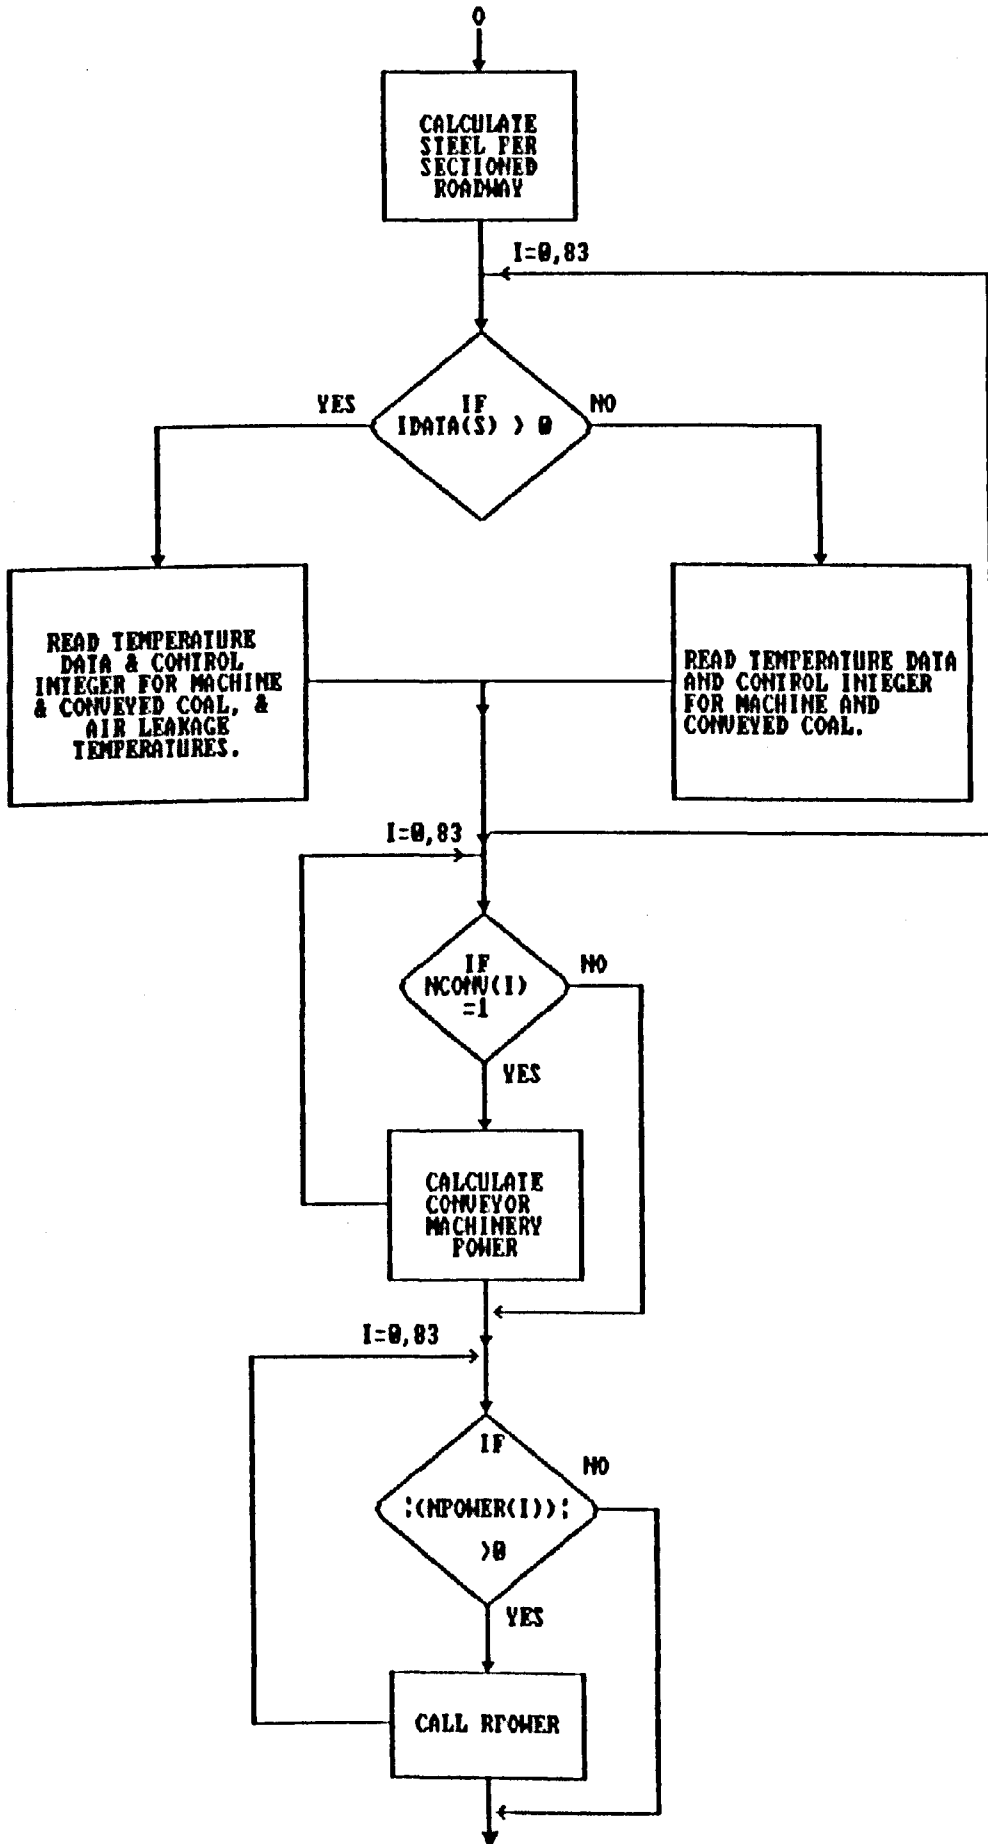 0
CALCULATE
STEEL PER
SECTIONED
ROADWAY
I=0,83
IF
IDATA(S) > 0
YES
NO
READ TEMPERATURE
DATA & CONTROL
INTEGER FOR MACHINE
& CONVEYED COAL, &
AIR LEAKAGE
TEMPERATURES.
READ TEMPERATURE DATA
AND CONTROL INTEGER
FOR MACHINE AND
CONVEYED COAL.
I=0,83
IF
NCONV(I)
=1
NO
YES
CALCULATE
CONVEYOR
MACHINERY
POWER
I=0,83
IF
¦(NPOWER(I))¦
>0
NO
YES
CALL RPOWER